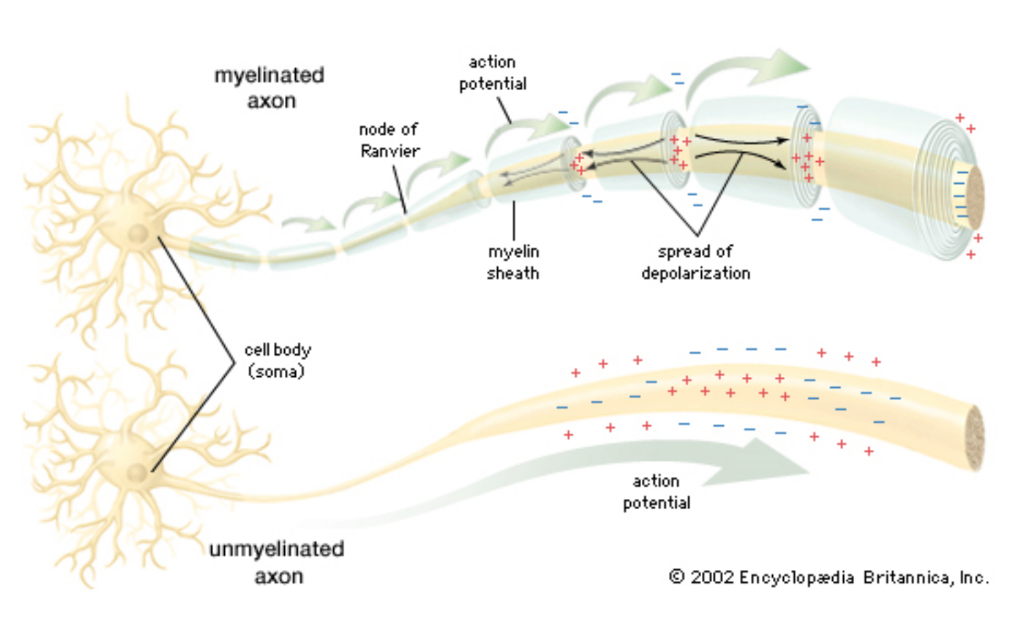 myelinated
axon
action
potential
node of
Ranvier
myelin
sheath
spread of
depolarization
cell body
(soma)
action
potential
unmyelinated
axon
© 2002 Encyclopædia Britannica, Inc.